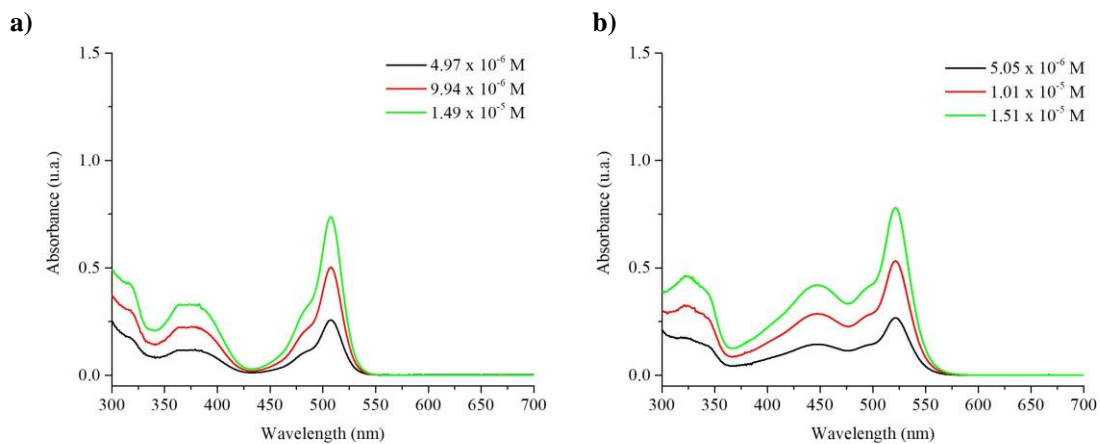 a)
1.5
1.0
0.5
0.0
Absorbance (u.a.)
4.97 x 10⁻⁶ M
9.94 x 10⁻⁶ M
1.49 x 10⁻⁵ M
300 350 400 450 500 550 600 650 700
Wavelength (nm)
b)
1.5
1.0
0.5
0.0
Absorbance (u.a.)
5.05 x 10⁻⁶ M
1.01 x 10⁻⁵ M
1.51 x 10⁻⁵ M
300 350 400 450 500 550 600 650 700
Wavelength (nm)